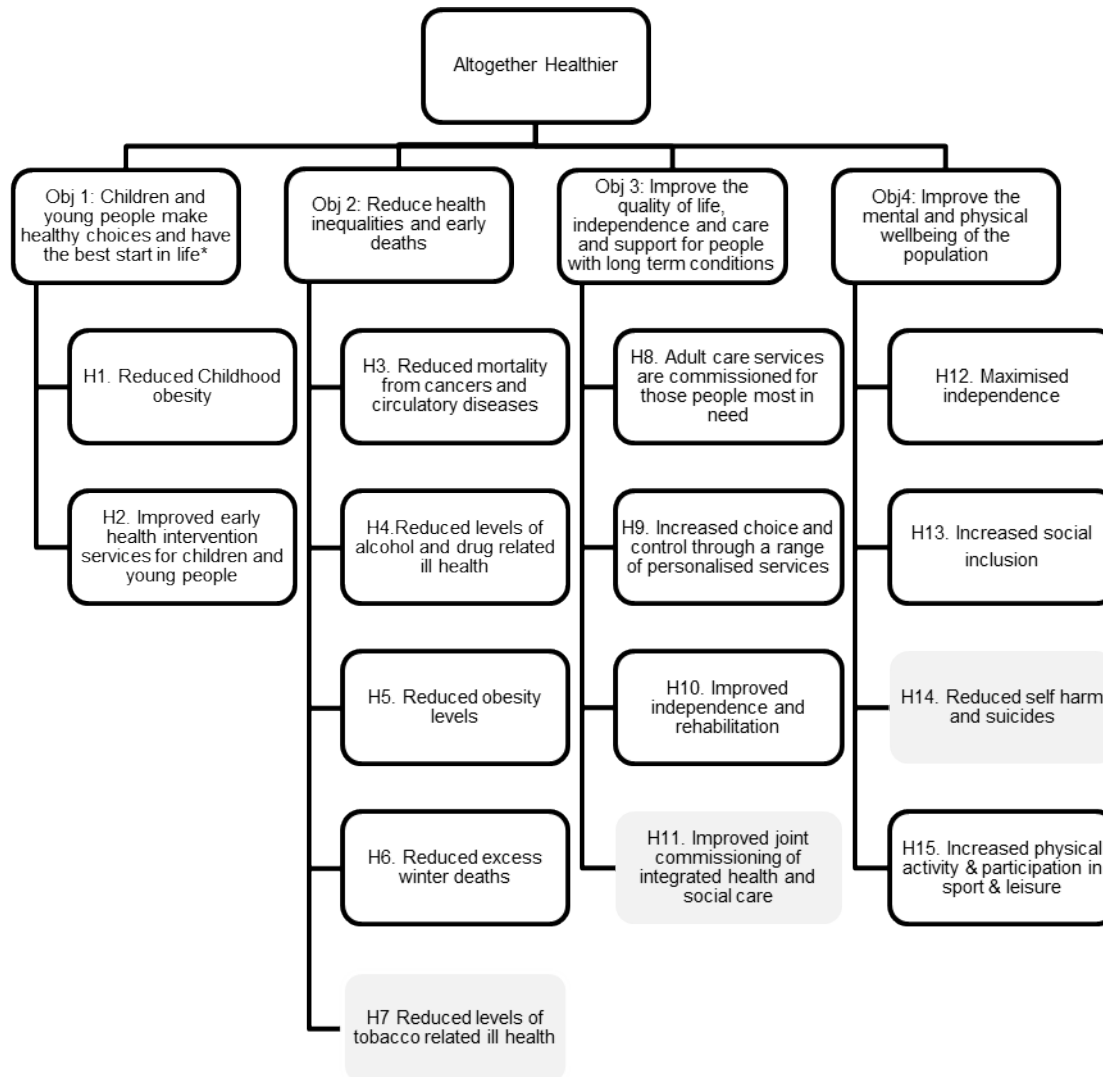 Altogether Healthier
Obj 1: Children and
young people make
healthy choices and have
the best start in life*
H1. Reduced Childhood
obesity
H2. Improved early
health intervention
services for children and
young people
Obj 2: Reduce health
inequalities and early
deaths
H3. Reduced mortality
from cancers and
circulatory diseases
H4.Reduced levels of
alcohol and drug related
ill health
H5. Reduced obesity
levels
H6. Reduced excess
winter deaths
H7 Reduced levels of
tobacco related ill health
Obj 3: Improve the
quality of life,
independence and care
and support for people
with long term conditions
H8. Adult care services
are commissioned for
those people most in
need
H9. Increased choice and
control through a range
of personalised services
H10. Improved
independence and
rehabilitation
H11. Improved joint
commissioning of
integrated health and
social care
Obj4: Improve the
mental and physical
wellbeing of the
population
H12. Maximised
independence
H13. Increased social
inclusion
H14. Reduced self harm
and suicides
H15. Increased physical
activity & participation in
sport & leisure